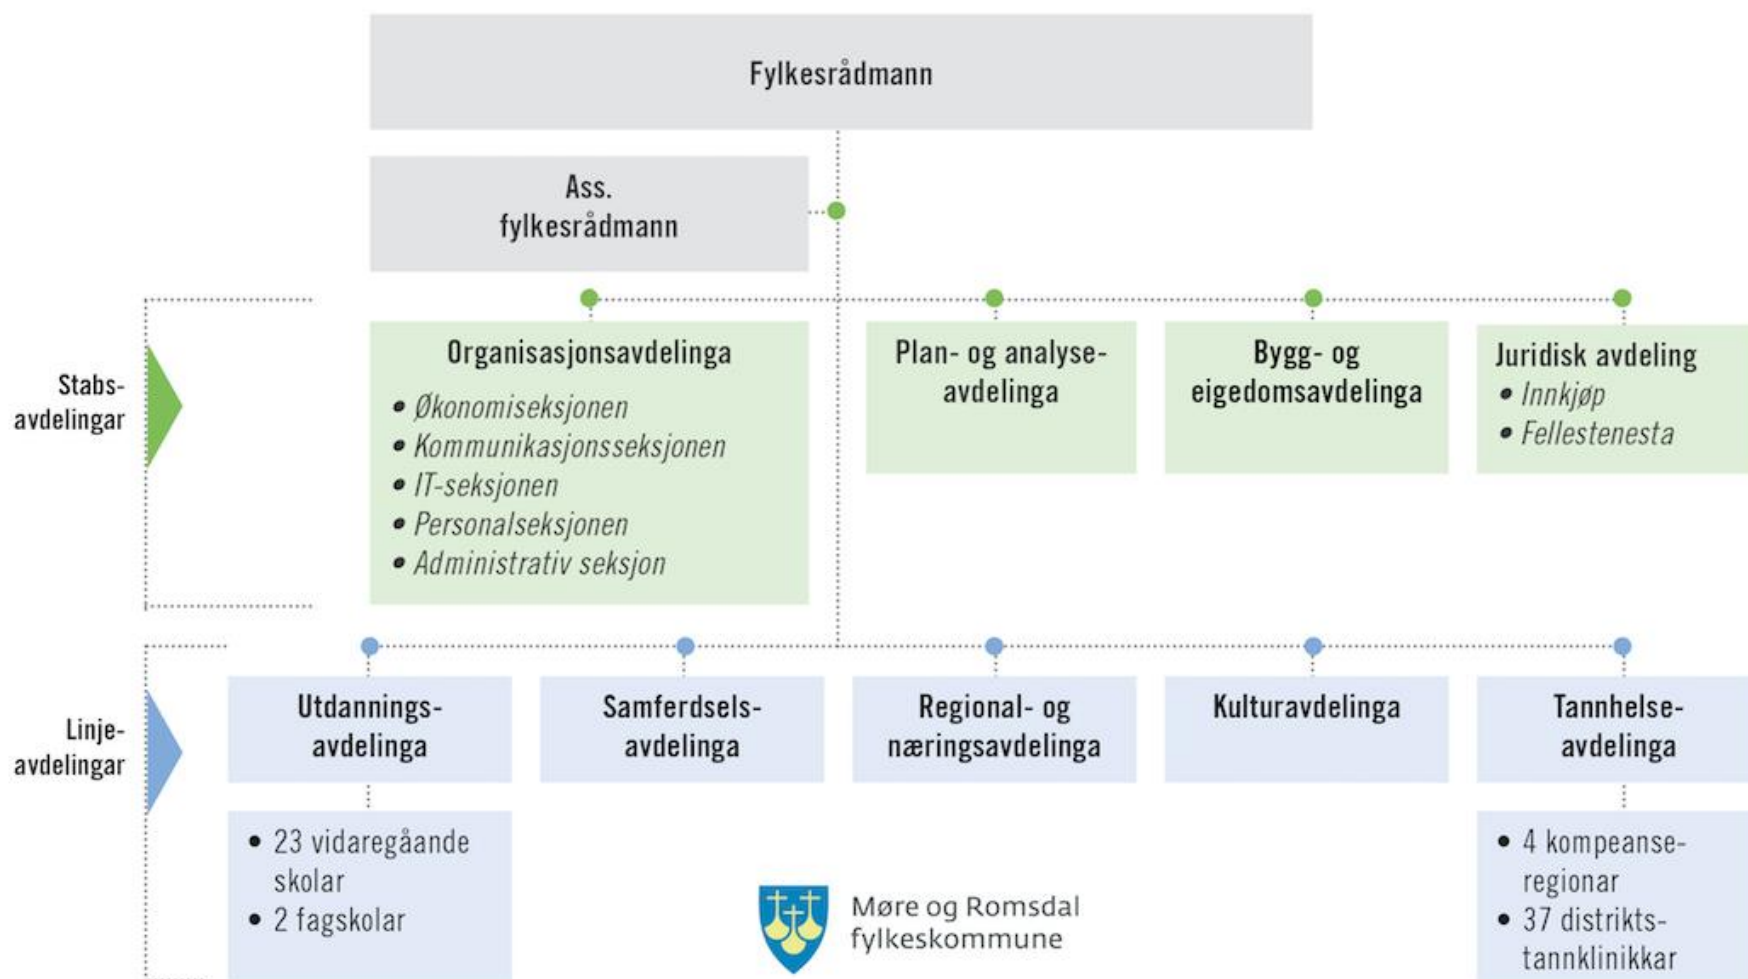 Fylkesrådmann
Ass.
fylkesrådmann
Stabs-
avdelingar
Organisasjonsavdelinga
• Økonomiseksjonen
• Kommunikasjonsseksjonen
• IT-seksjonen
• Personalseksjonen
• Administrativ seksjon
Plan- og analyse-
avdelinga
Bygg- og
eigedomsavdelinga
Juridisk avdeling
• Innkjøp
• Fellestenesta
Linje-
avdelingar
Utdannings-
avdelinga
• 23 vidaregåande
skolar
• 2 fagskolar
Samferdsels-
avdelinga
Regional- og
næringsavdelinga
Kulturavdelinga
Tannhelse-
avdelinga
• 4 kompeanse-
regionar
• 37 distrikts-
tannklinikkar
Møre og Romsdal
fylkeskommune